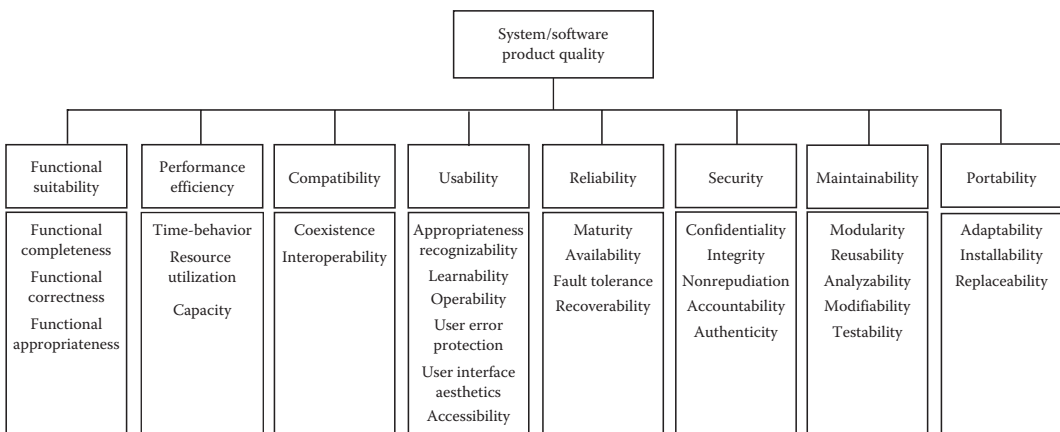 System/software
product quality
Functional
suitability
Performance
efficiency
Compatibility
Usability
Reliability
Security
Maintainability
Portability
Functional
completeness
Functional
correctness
Functional
appropriateness
Time-behavior
Resource
utilization
Capacity
Coexistence
Interoperability
Appropriateness
recognizability
Learnability
Operability
User error
protection
User interface
aesthetics
Accessibility
Maturity
Availability
Fault tolerance
Recoverability
Confidentiality
Integrity
Nonrepudiation
Accountability
Authenticity
Modularity
Reusability
Analyzability
Modifiability
Testability
Adaptability
Installability
Replaceability